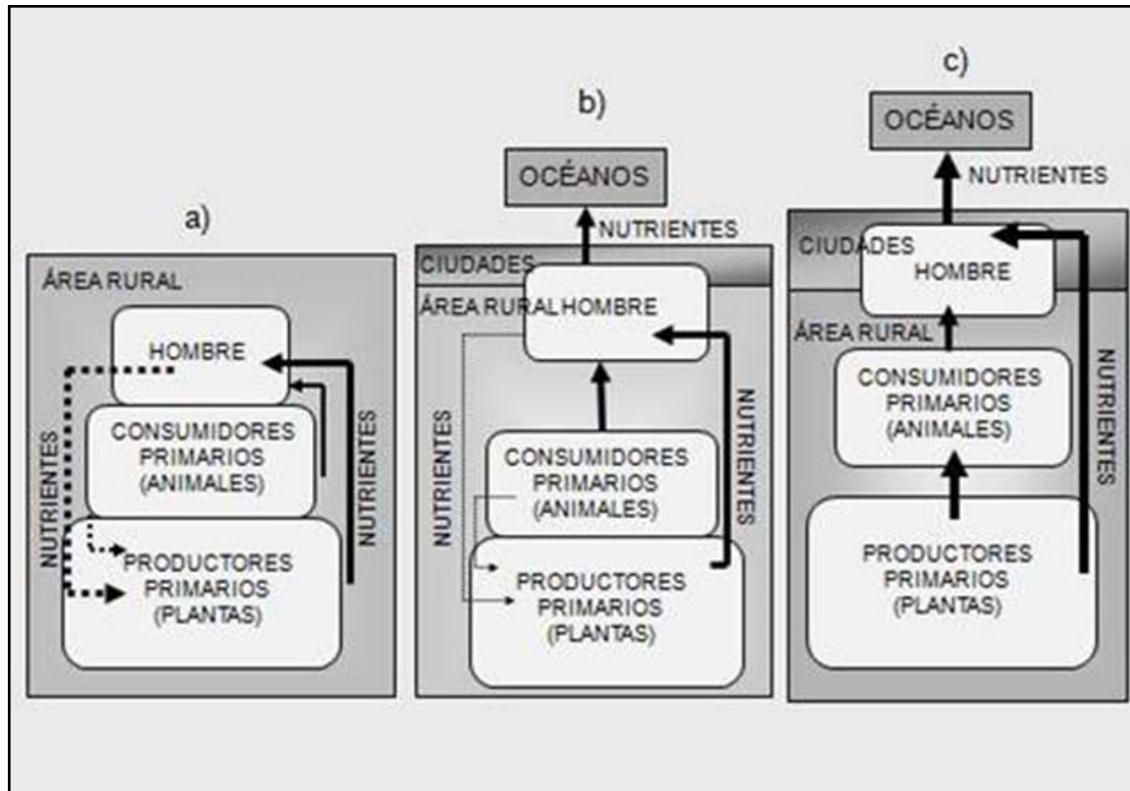 a)
ÁREA RURAL
HOMBRE
CONSUMIDORES
PRIMARIOS
(ANIMALES)
PRODUCTORES
PRIMARIOS
(PLANTAS)
NUTRIENTES
NUTRIENTES
b)
OCÉANOS
NUTRIENTES
CIUDADES
ÁREA RURAL
HOMBRE
CONSUMIDORES
PRIMARIOS
(ANIMALES)
PRODUCTORES
PRIMARIOS
(PLANTAS)
NUTRIENTES
NUTRIENTES
c)
OCÉANOS
NUTRIENTES
CIUDADES
HOMBRE
ÁREA RURAL
CONSUMIDORES
PRIMARIOS
(ANIMALES)
PRODUCTORES
PRIMARIOS
(PLANTAS)
NUTRIENTES